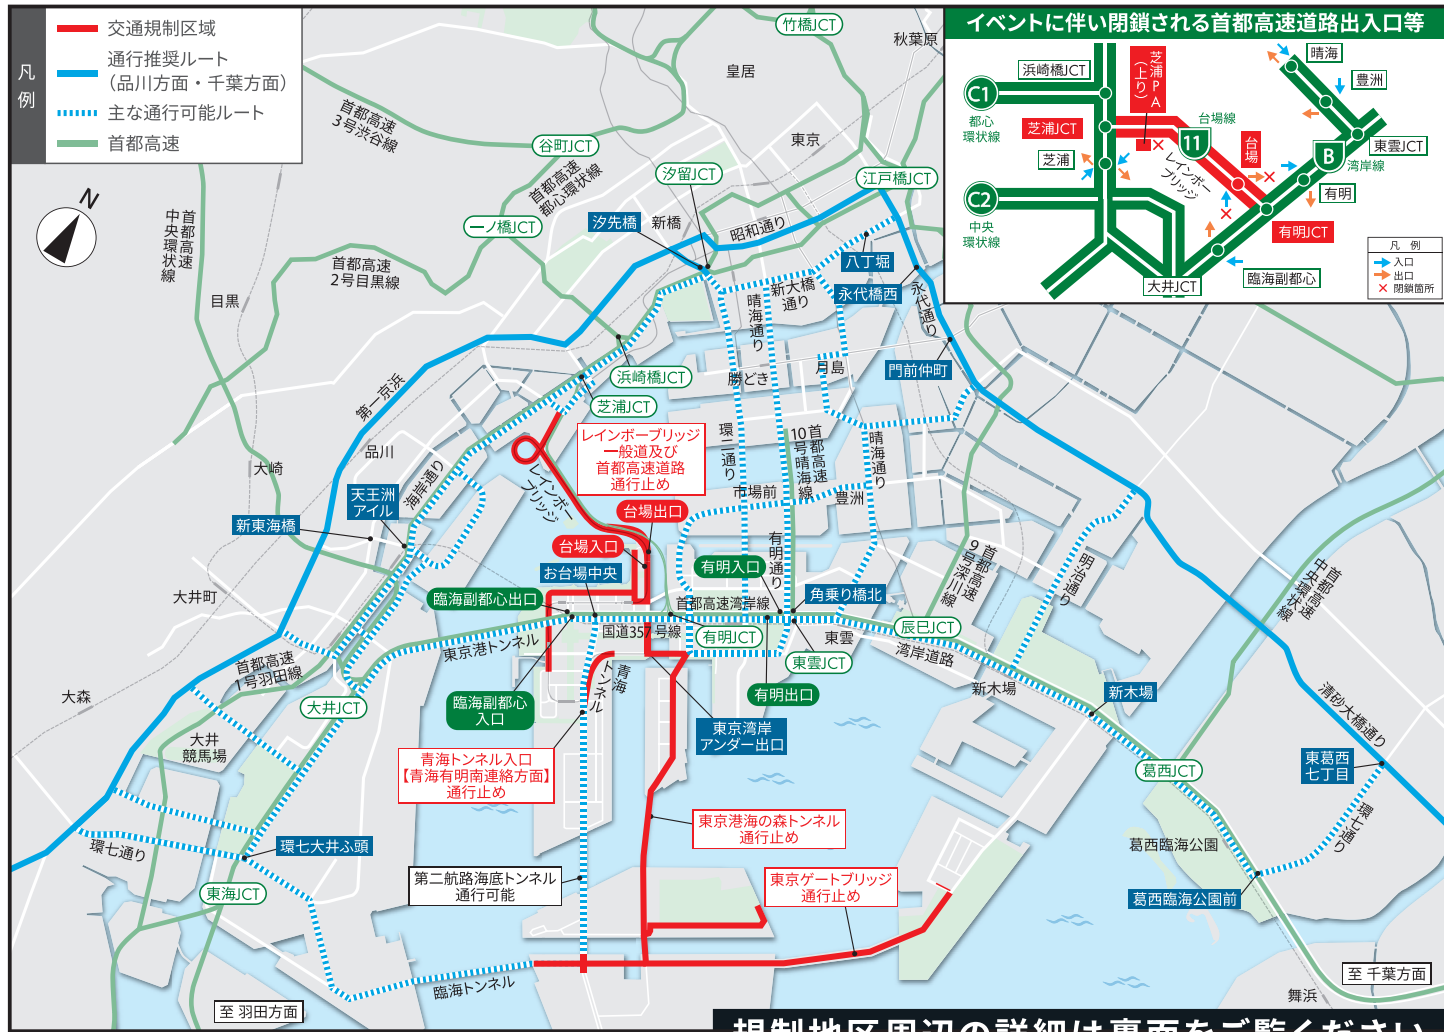 凡
例
交通規制区域
通行推奨ルート
（品川方面・千葉方面）
主な通行可能ルート
首都高速
イベントに伴い閉鎖される首都高速道路出入口等
浜崎橋JCT
C1
都心
環状線
芝浦JCT
芝浦
C2
中央
環状線
芝浦PA
（上り）
レインボー
ブリッジ
11
台場線
台場
B
湾岸線
晴海
豊洲
東雲JCT
有明
有明JCT
臨海副都心
大井JCT
凡 例
入口
出口
閉鎖箇所
N
竹橋JCT
秋葉原
皇居
東京
首都高速
3号渋谷線
谷町JCT
首都高速
都心環状線
汐留JCT
江戸橋JCT
一ノ橋JCT
汐先橋
新橋
昭和通り
首都高速
中央環状線
首都高速
2号目黒線
目黒
八丁堀
永代橋西
永代通り
新大橋
通り
晴海通り
門前仲町
月島
勝どき
浜崎橋JCT
芝浦JCT
第一京浜
品川
大崎
海岸通り
天王洲
アイル
新東海橋
レインボーブリッジ
一般道及び
首都高速道路
通行止め
レインボー
ブリッジ
環二通り
首都高速
10号晴海線
晴海通り
市場前
豊洲
台場出口
台場入口
お台場中央
有明入口
有明通り
角乗り橋北
首都高速
9号深川線
明治通り
首都高速
中央環状線
大井町
臨海副都心出口
首都高速湾岸線
国道357号線
有明JCT
東雲
辰巳JCT
東雲JCT
湾岸道路
東京港トンネル
首都高速
1号羽田線
大森
大井JCT
大井
競馬場
臨海副都心
入口
青海
トンネル
有明出口
東京湾岸
アンダー出口
新木場
新木場
清砂大橋通り
東葛西
七丁目
葛西JCT
環七通り
青海トンネル入口
【青海有明南連絡方面】
通行止め
東京港海の森トンネル
通行止め
葛西臨海公園
葛西臨海公園前
環七通り
環七大井ふ頭
東海JCT
第二航路海底トンネル
通行可能
東京ゲートブリッジ
通行止め
臨海トンネル
至 羽田方面
至 千葉方面
舞浜
規制地区周辺の詳細は裏面をご覧ください